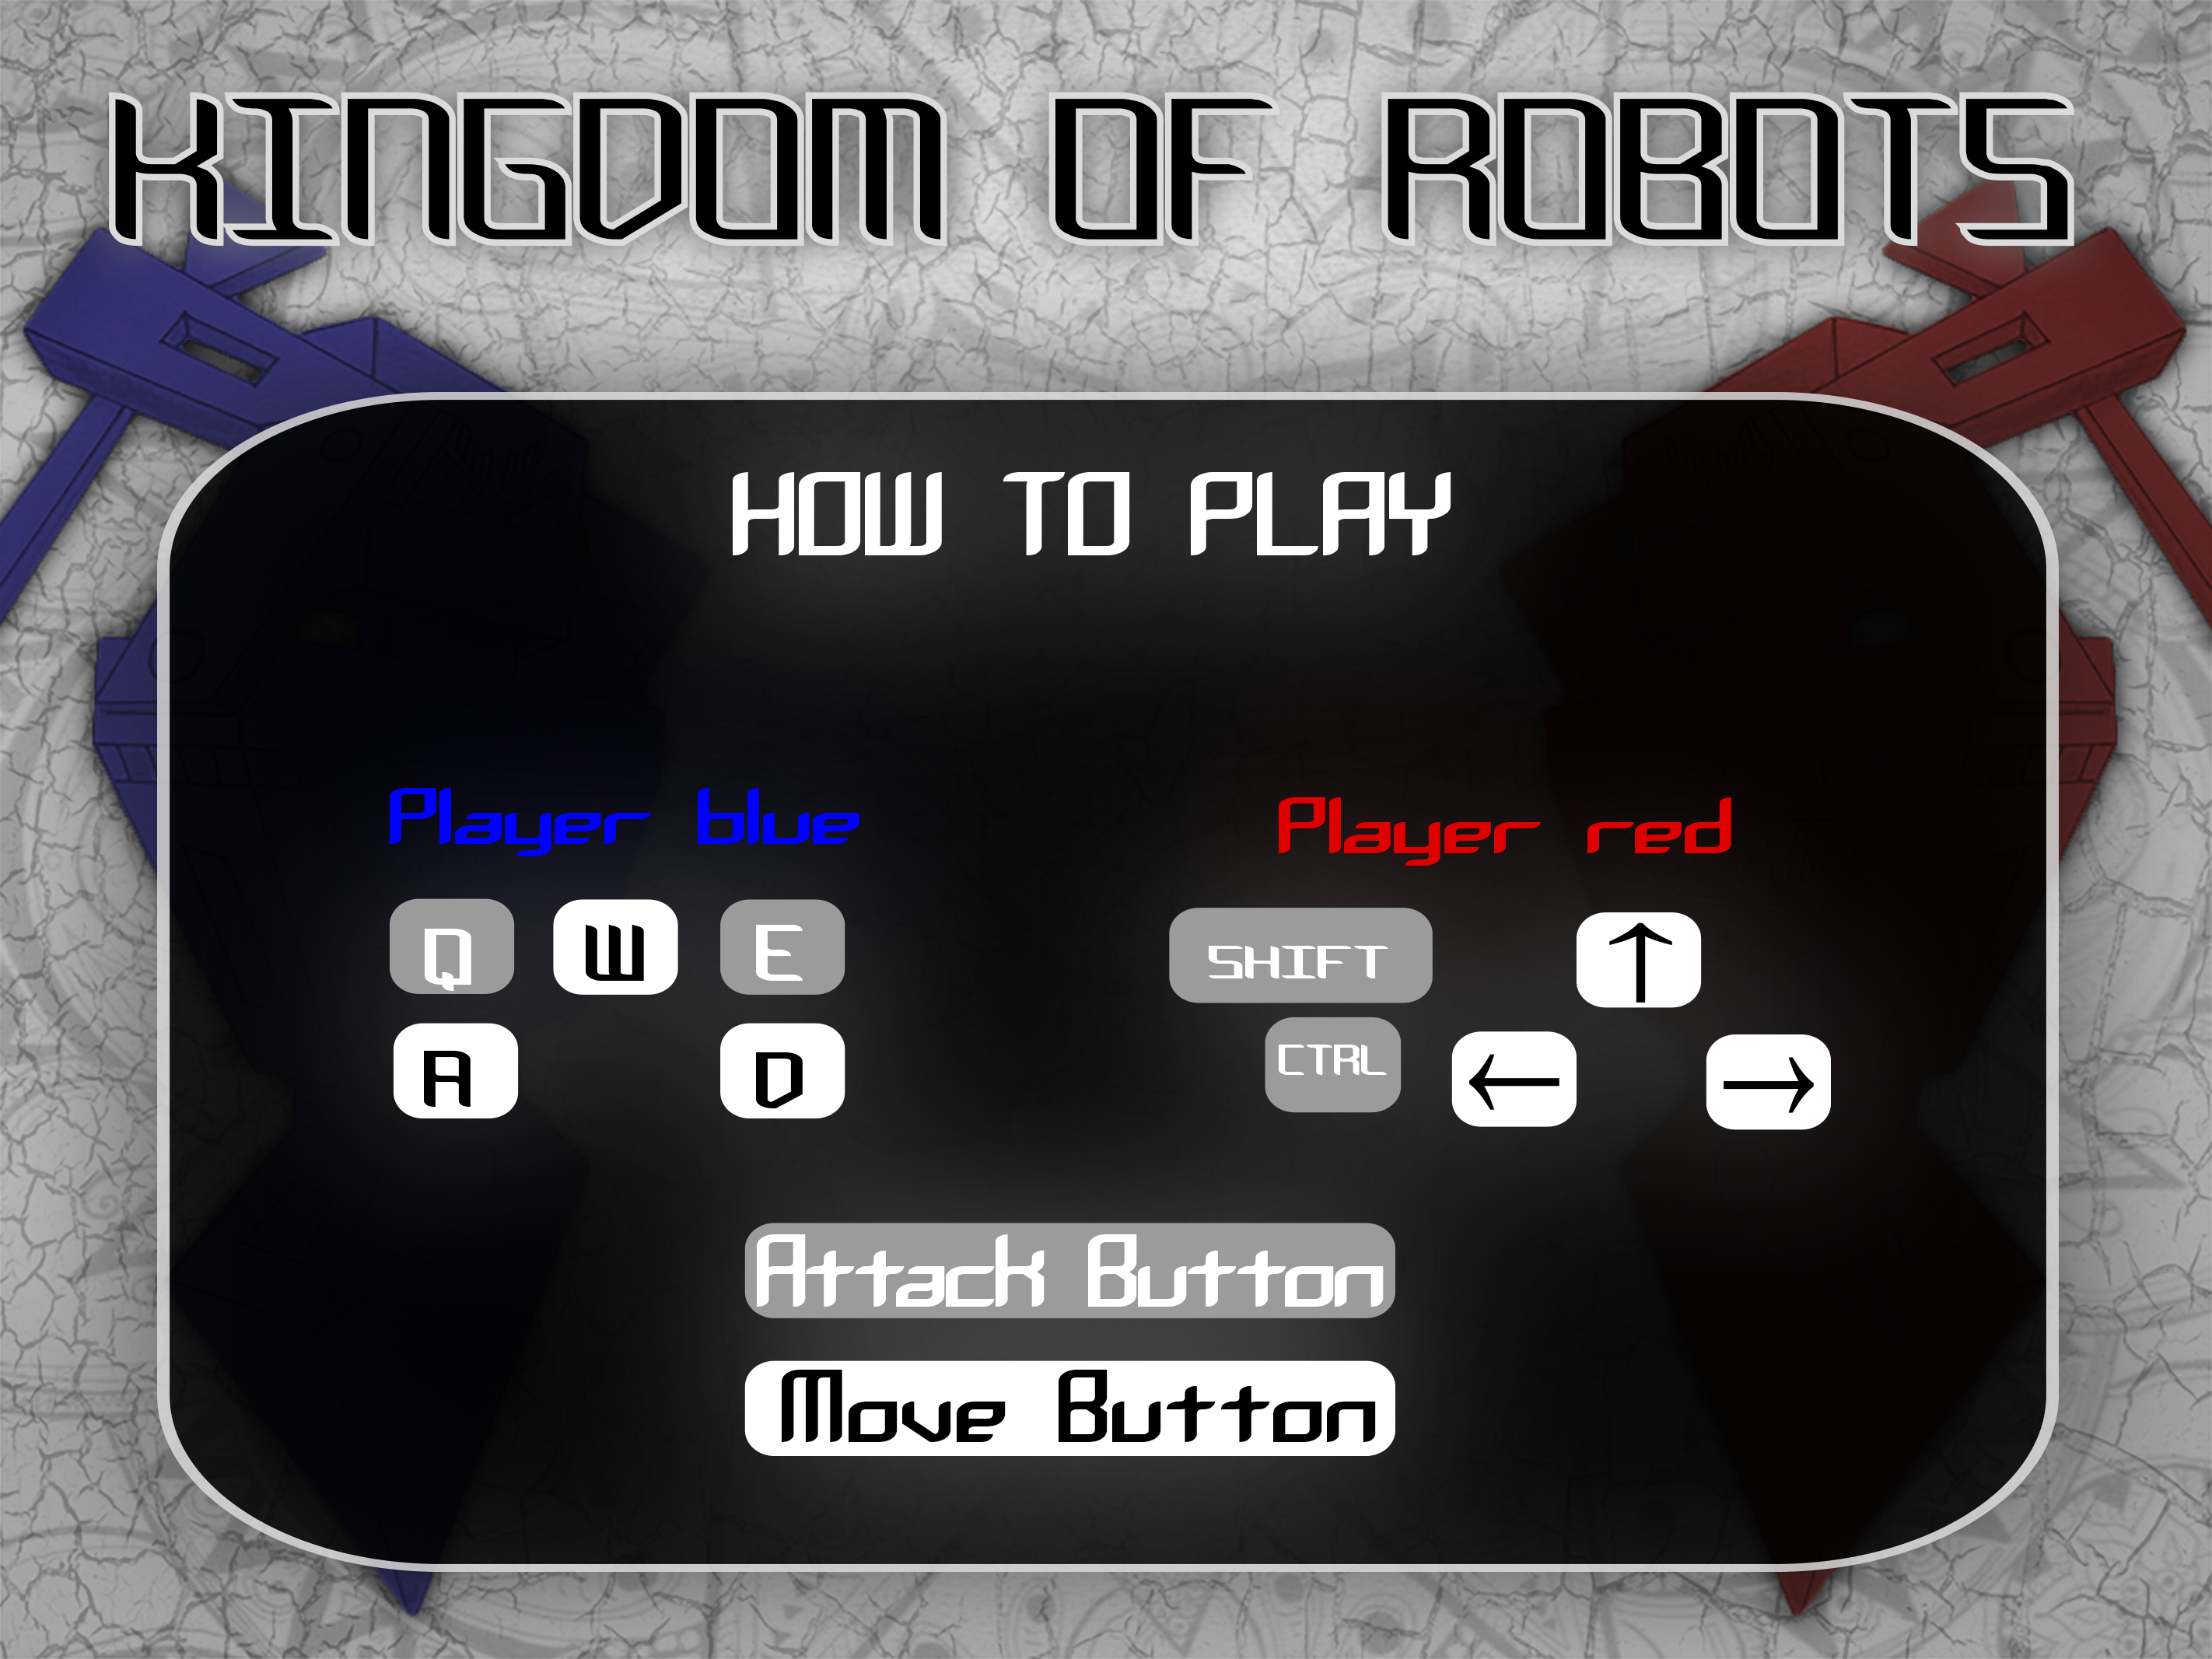 KINGDOM OF ROBOTS
HOW TO PLAY
Player blue
Player red
Q W E
SHIFT ↑
A D
CTRL ← →
Attack Button
Move Button